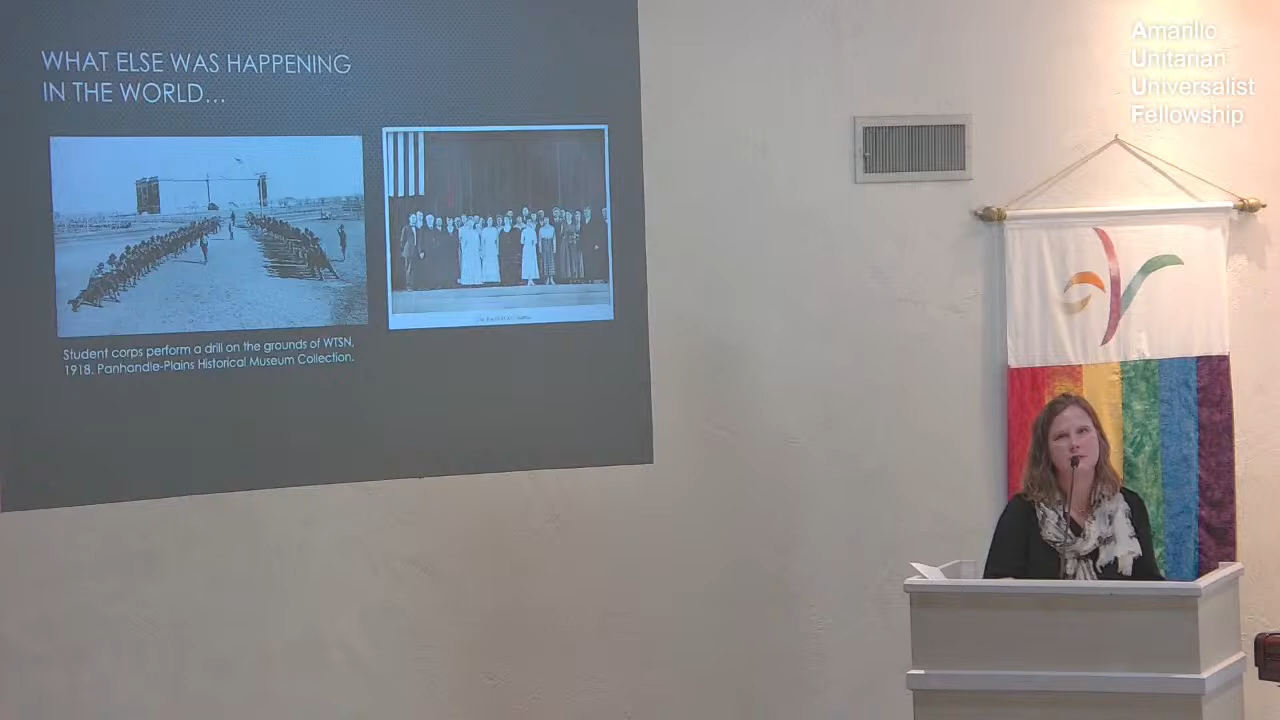 WHAT ELSE WAS HAPPENING
IN THE WORLD...
Student corps perform a drill on the grounds of WTSN,
1918. Panhandle-Plains Historical Museum Collection.
Amarillo
Unitarian
Universalist
Fellowship